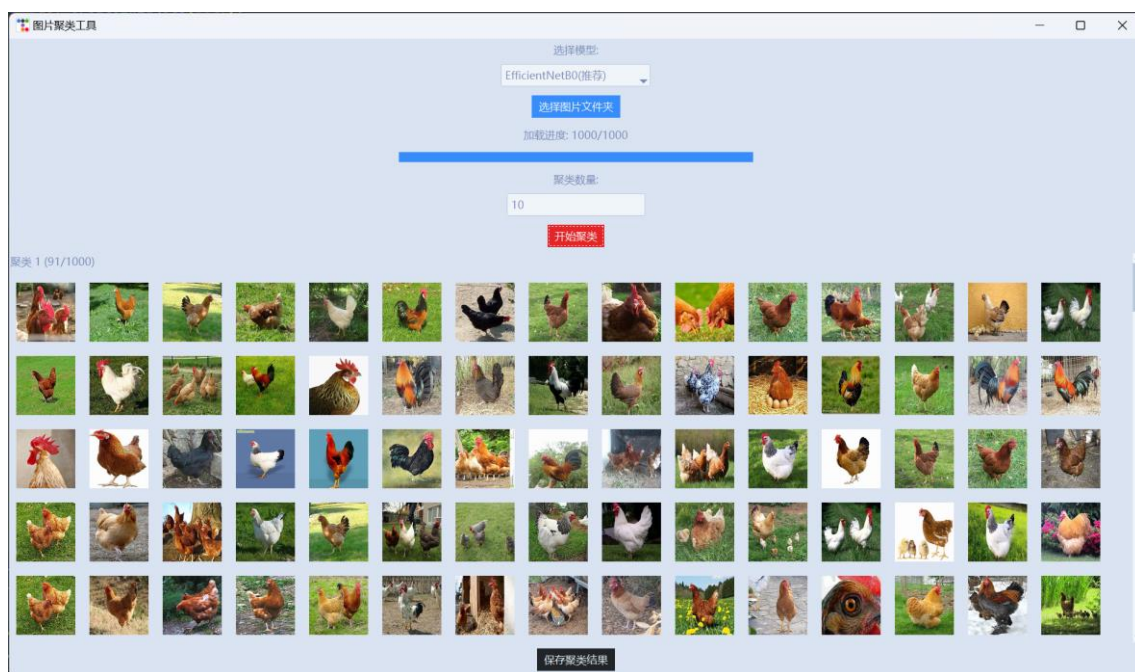 图片聚类工具
选择模型:
EfficientNetB0(推荐)
选择图片文件夹
加载进度: 1000/1000
聚类数量:
10
开始聚类
聚类 1 (91/1000)
保存聚类结果